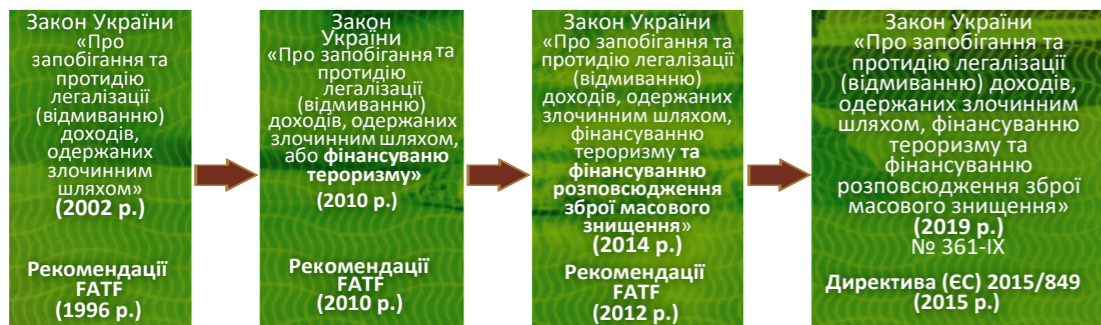 Закон України
«Про
запобігання та
протидію
легалізації
(відмиванню)
доходів,
одержаних
злочинним
шляхом»
(2002 р.)
Рекомендації
FATF
(1996 р.)
Закон
України
«Про запобігання та
протидію
легалізації
(відмиванню)
доходів, одержаних
злочинним шляхом,
або фінансуваню
тероризму»
(2010 р.)
Рекомендації
FATF
(2010 р.)
Закон України
«Про запобігання та
протидію легалізації
(відмиванню)
доходів, одержаних
злочинним шляхом,
фінансуванню
тероризму та
фінансуванню
розповсюдження
зброї масового
знищення»
(2014 р.)
Рекомендації
FATF
(2012 р.)
Закон України
«Про запобігання та
протидію легалізації
(відмиванню) доходів,
одержаних злочинним
шляхом, фінансуванню
тероризму та
фінансуванню
розповсюдження зброї
масового знищення»
(2019 р.)
№ 361-IX
Директива (ЄС) 2015/849
(2015 р.)